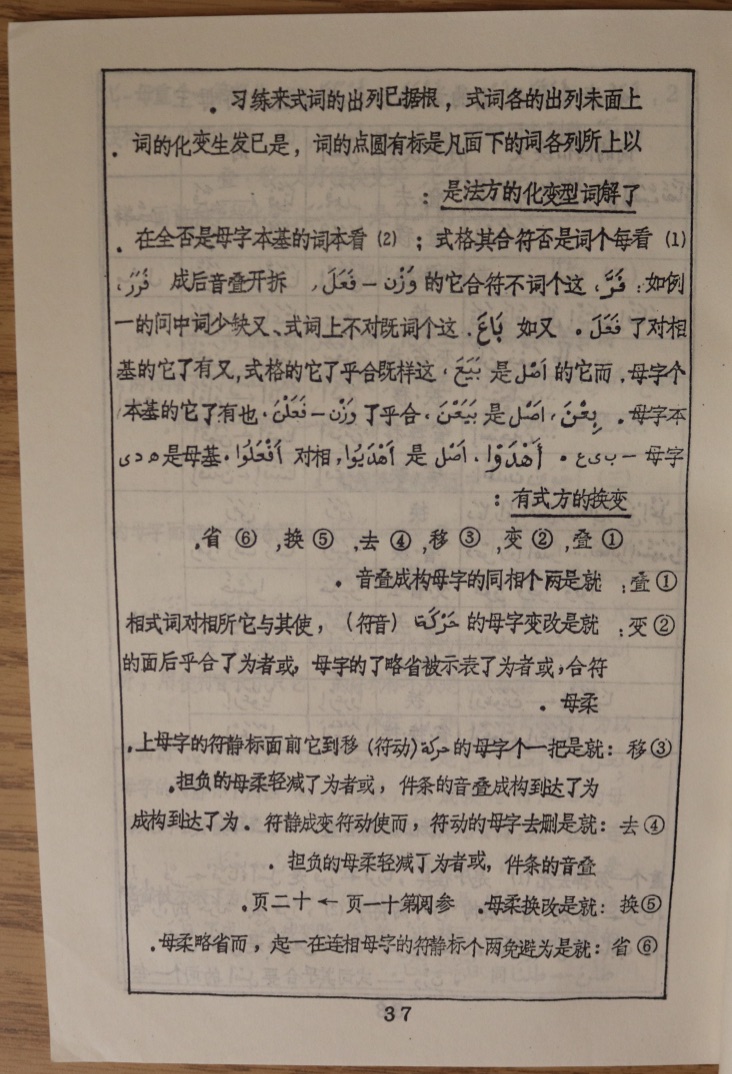 上面未列出的各词式，根据已列出的词式来练习。
以上所列各词的下面凡是标有圆点的词，是已发生变化的词。
了解词型变化的方法是：
(1) 看每个词是否符合其格式；(2) 看本词的基本字母是否全在。
例如：فَرَّ، 这个词不符合它的 وَزْن – فَعَلَ، 拆开叠音后成 فَرَرَ،
相对了 فَعَلَ 。又如 بَاعَ. 这个词既不对上词式、又缺少词中间的一
个字母，而它的 اَصْل 是 بَيَعَ، 这样既合乎了它的格式，又有了它的基
本字母。بِعْنَ، اَصْل 是 بَيَعْنَ، 合乎了 وَزْن – فَعَلْنَ، 也有了它的基本
字母 – ب ی ع 。اَهْدَوْا، اَصْل 是 اَهْدَيُوا، 相对 اَفْعَلُوا، 基母是 ه د ی
变换的方式有：
① 叠，② 变，③ 移，④ 去，⑤ 换，⑥ 省。
① 叠：就是两个相同的字母构成叠音。
② 变：就是改变字母的 حَرْكَة (音符)，使其与它所相对词式相
符合；或者为了表示被省略了的字母，或者为了合乎后面的
柔母。
③ 移：就是把一个字母的 حركة (动符) 移到它前面标静符的字母上。
为了达到构成叠音的条件，或者为了减轻柔母的负担。
④ 去：就是删去字母的动符，而使动符变成静符。为了达到构成
叠音的条件，或者为了减轻柔母的负担。
⑤ 换：就是改换柔母。参阅第十一页 ← 十二页。
⑥ 省：就是为避免两个标静符的字母相连在一起，而省略柔母。
37